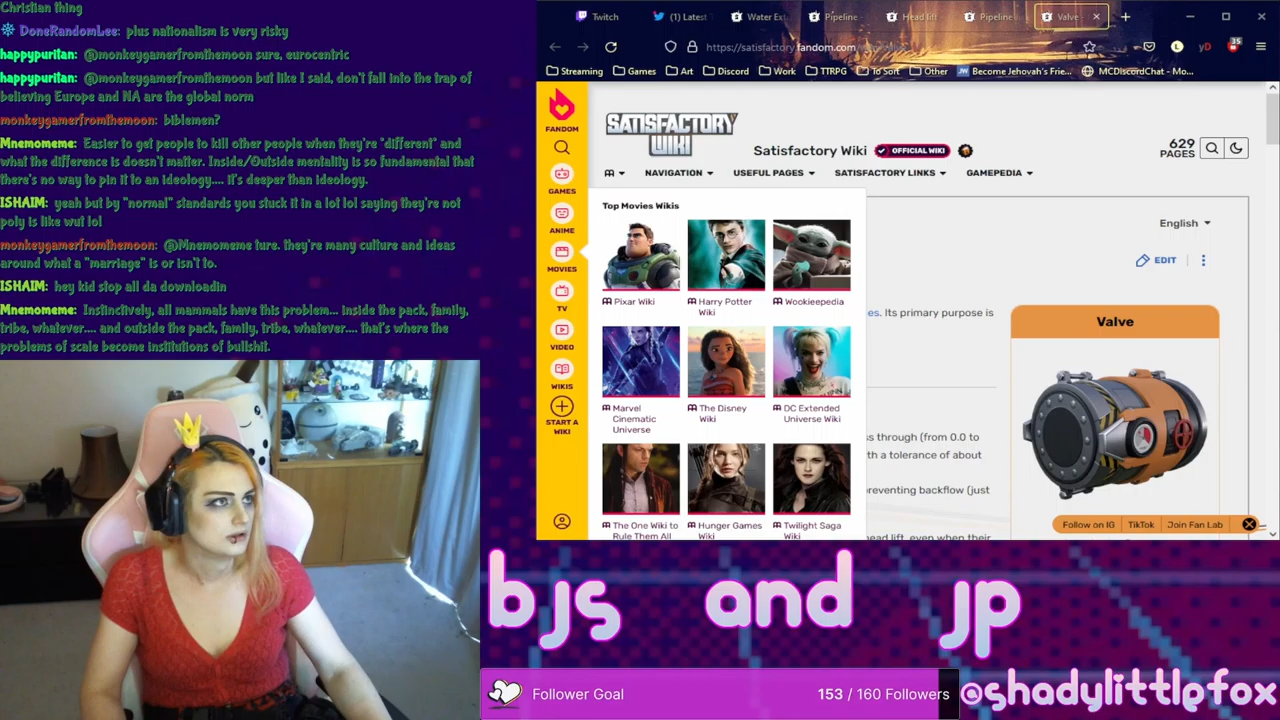 Christian thing
DoneRandomLee: plus nationalism is very risky
happypuritan: @monkeygamerfromthemoon sure, eurocentric
happypuritan: @monkeygamerfromthemoon but like I said, don't fall into the trap of
believing Europe and NA are the global norm
monkeygamerfromthemoon: biblemen?
Mnemomeme: Easier to get people to kill other people when they're *different* and
what the difference is doesn't matter. Inside/Outside mentality is so fundamental that
there's no way to pin it to an ideology.... it's deeper than ideology.
ISHAIM: yeah but by "normal" standards you stuck it in a lol lol saying they're not
poly is like wut lol
monkeygamerfromthemoon: @Mnemomeme ture. they're many culture and ideas
around what a "marriage" is or isn't to.
ISHAIM: hey kid stop all da downloadin
Mnemomeme: Instinctively, all mammals have this problem... inside the pack, family,
tribe, whatever.... and outside the pack, family, tribe, whatever.... that's where the
problems of scale become institutions of bullshit.
Twitch
(1) Latest
Water Ex
Pipeline
Head lift
Pipeline
Valve
https://satisfactory.fandom.com
35
Streaming
Games
Art
Discord
Work
TTRPG
To Sort
Other
Become Jehovah's Frie...
MCDiscordChat - Mo...
FANDOM
GAMES
ANIME
MOVIES
TV
VIDEO
WIKIS
START A
WIKI
SATISFACTORY
WIKI
Satisfactory Wiki
OFFICIAL WIKI
629
PAGES
NAVIGATION
USEFUL PAGES
SATISFACTORY LINKS
GAMEPEDIA
Top Movies Wikis
Pixar Wiki
Harry Potter
Wiki
Wookieepedia
Marvel
Cinematic
Universe
The Disney
Wiki
DC Extended
Universe Wiki
The One Wiki to
Rule Them All
Hunger Games
Wiki
Twilight Saga
Wiki
English
EDIT
es. Its primary purpose is
ss through (from 0.0 to
th a tolerance of about
preventing backflow (just
head lift, even when their
Valve
Follow on IG
TikTok
Join Fan Lab
bjs and jp
Follower Goal
153 / 160 Followers
@shadylittlefox